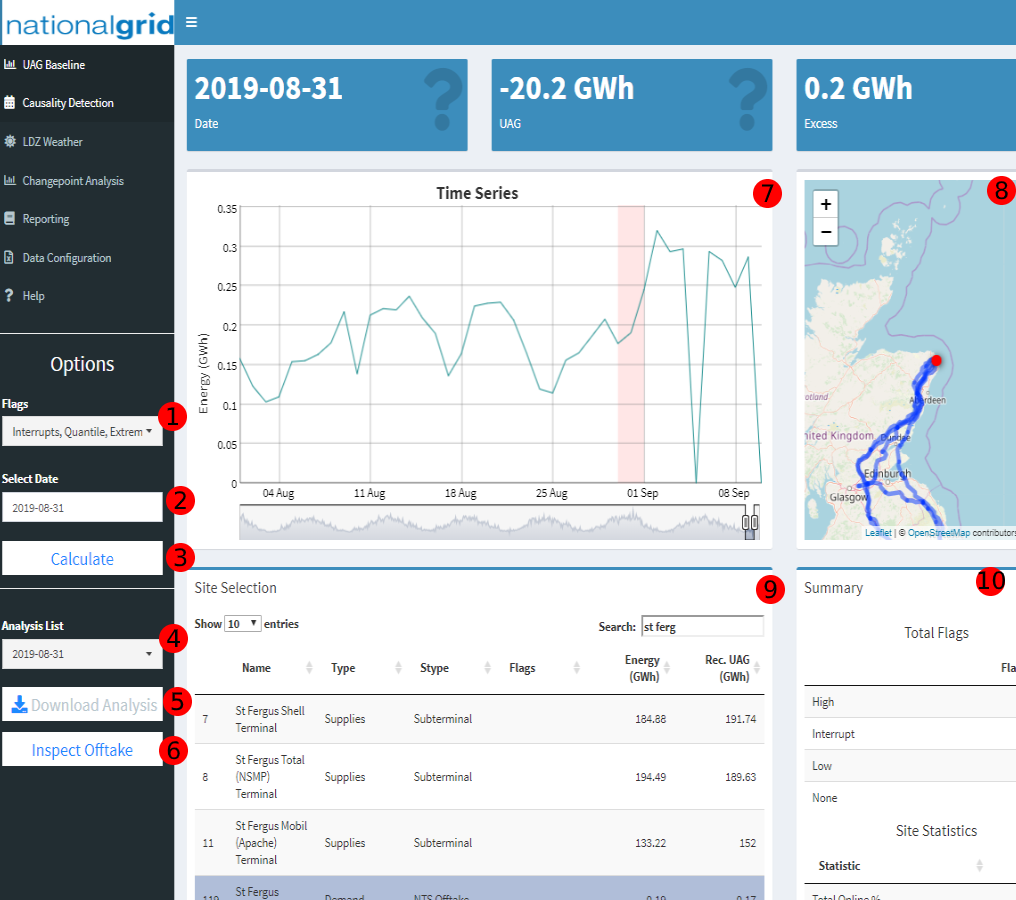 nationalgrid
UAG Baseline
Causality Detection
LDZ Weather
Changepoint Analysis
Reporting
Data Configuration
Help
Options
Flags
Interrupts, Quantile, Extrem
1
Select Date
2019-08-31
2
Calculate
3
Analysis List
2019-08-31
4
Download Analysis
5
Inspect Offtake
6
2019-08-31
Date
-20.2 GWh
UAG
0.2 GWh
Excess
Time Series
7
Energy (GWh)
0.35
0.3
0.25
0.2
0.15
0.1
0.05
0
04 Aug 11 Aug 18 Aug 25 Aug 01 Sep 08 Sep
8
+
−
Aberdeen
otland
nited Kingdom
Dundee
Edinburgh
Glasgow
Leaflet | © OpenStreetMap contributors
Site Selection
9
Show 10 entries
Search: st ferg
Name Type Stype Flags Energy (GWh) Rec. UAG (GWh)
7 St Fergus Shell Terminal Supplies Subterminal 184.88 191.74
8 St Fergus Total (NSMP) Terminal Supplies Subterminal 194.49 189.63
11 St Fergus Mobil (Apache) Terminal Supplies Subterminal 133.22 152
119 St Fergus Demand NTS Offtake 0.19 0.17
Summary
10
Total Flags
Fla
High
Interrupt
Low
None
Site Statistics
Statistic
Total Online %